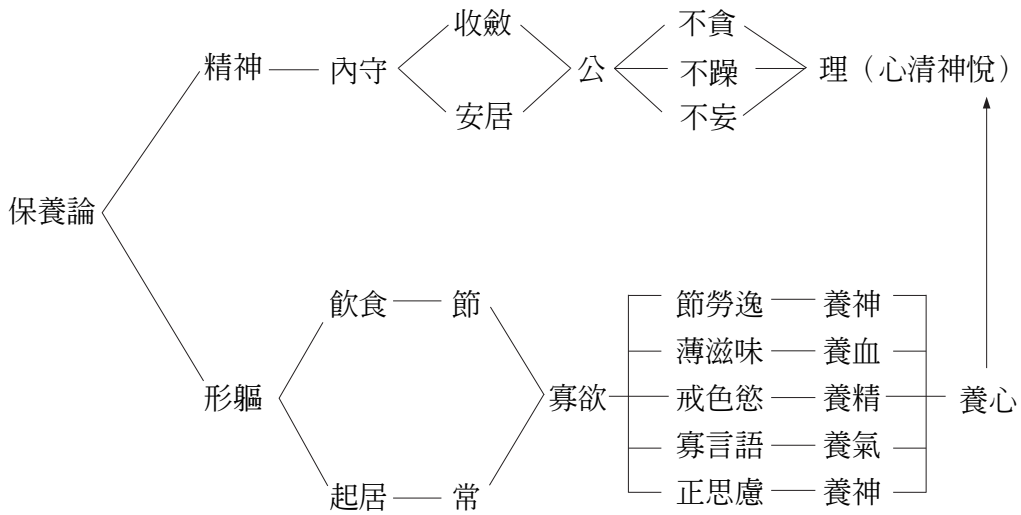 保養論
精神
內守
收斂
安居
公
不貪
不躁
不妄
理（心清神悅）
形軀
飲食
節
起居
常
寡欲
節勞逸
養神
薄滋味
養血
戒色慾
養精
寡言語
養氣
正思慮
養神
養心